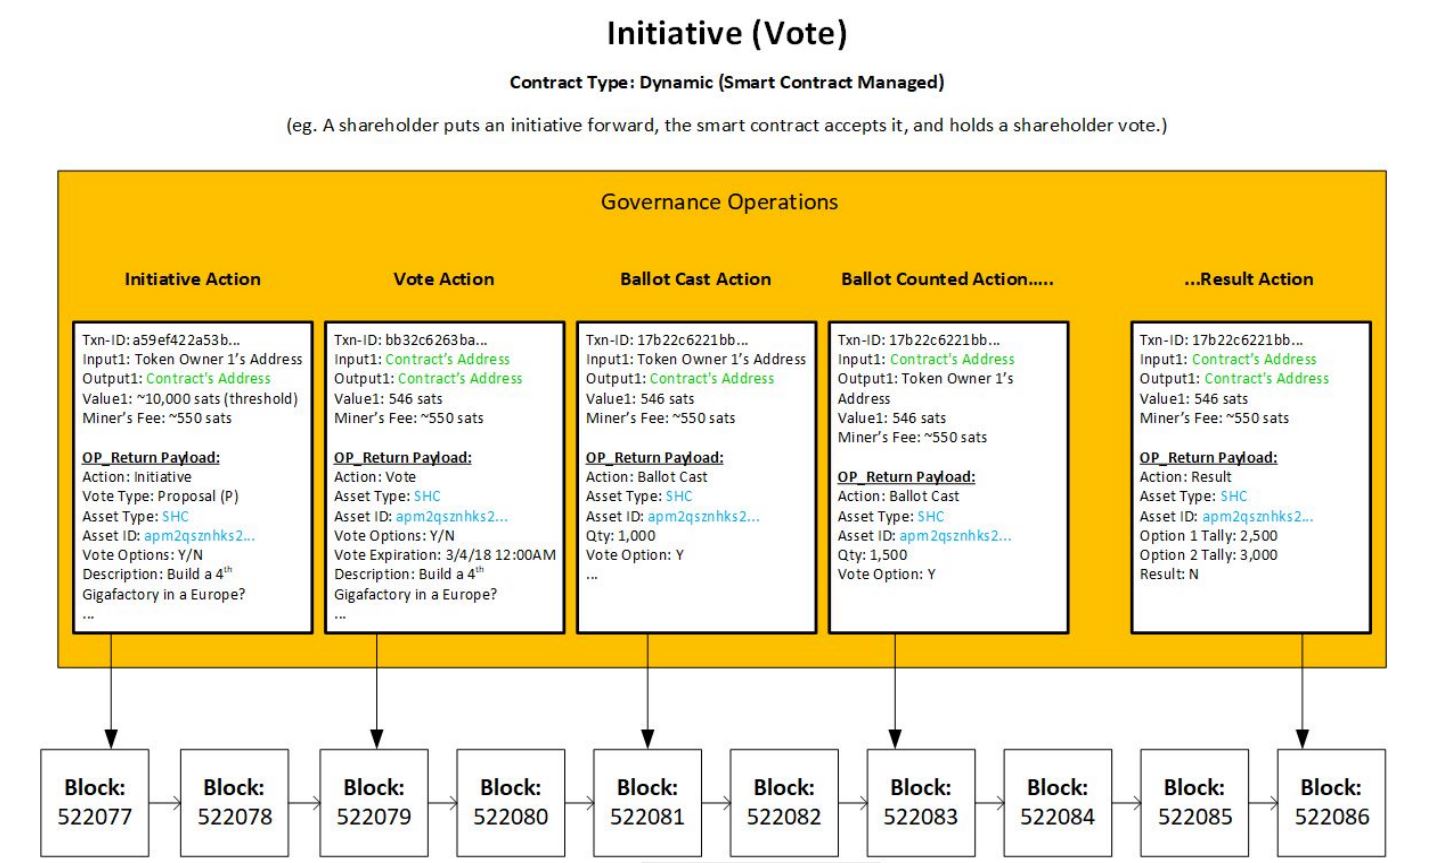 Initiative (Vote)
Contract Type: Dynamic (Smart Contract Managed)
(eg. A shareholder puts an initiative forward, the smart contract accepts it, and holds a shareholder vote.)
Governance Operations
Initiative Action
Txn-ID: a59ef422a53b...
Input1: Token Owner 1's Address
Output1: Contract's Address
Value1: ~10,000 sats (threshold)
Miner's Fee: ~550 sats
OP_Return Payload:
Action: Initiative
Vote Type: Proposal (P)
Asset Type: SHC
Asset ID: apm2qsznhks2...
Vote Options: Y/N
Description: Build a 4th
Gigafactory in a Europe?
...
Vote Action
Txn-ID: bb32c6263ba...
Input1: Contract's Address
Output1: Contract's Address
Value1: 546 sats
Miner's Fee: ~550 sats
OP_Return Payload:
Action: Vote
Asset Type: SHC
Asset ID: apm2qsznhks2...
Vote Options: Y/N
Vote Expiration: 3/4/18 12:00AM
Description: Build a 4th
Gigafactory in a Europe?
...
Ballot Cast Action
Txn-ID: 17b22c6221bb...
Input1: Token Owner 1's Address
Output1: Contract's Address
Value1: 546 sats
Miner's Fee: ~550 sats
OP_Return Payload:
Action: Ballot Cast
Asset Type: SHC
Asset ID: apm2qsznhks2...
Qty: 1,000
Vote Option: Y
...
Ballot Counted Action.....
Txn-ID: 17b22c6221bb...
Input1: Contract's Address
Output1: Token Owner 1's
Address
Value1: 546 sats
Miner's Fee: ~550 sats
OP_Return Payload:
Action: Ballot Cast
Asset Type: SHC
Asset ID: apm2qsznhks2...
Qty: 1,500
Vote Option: Y
...Result Action
Txn-ID: 17b22c6221bb...
Input1: Contract's Address
Output1: Contract's Address
Value1: 546 sats
Miner's Fee: ~550 sats
OP_Return Payload:
Action: Result
Asset Type: SHC
Asset ID: apm2qsznhks2...
Option 1 Tally: 2,500
Option 2 Tally: 3,000
Result: N
Block:
522077
Block:
522078
Block:
522079
Block:
522080
Block:
522081
Block:
522082
Block:
522083
Block:
522084
Block:
522085
Block:
522086